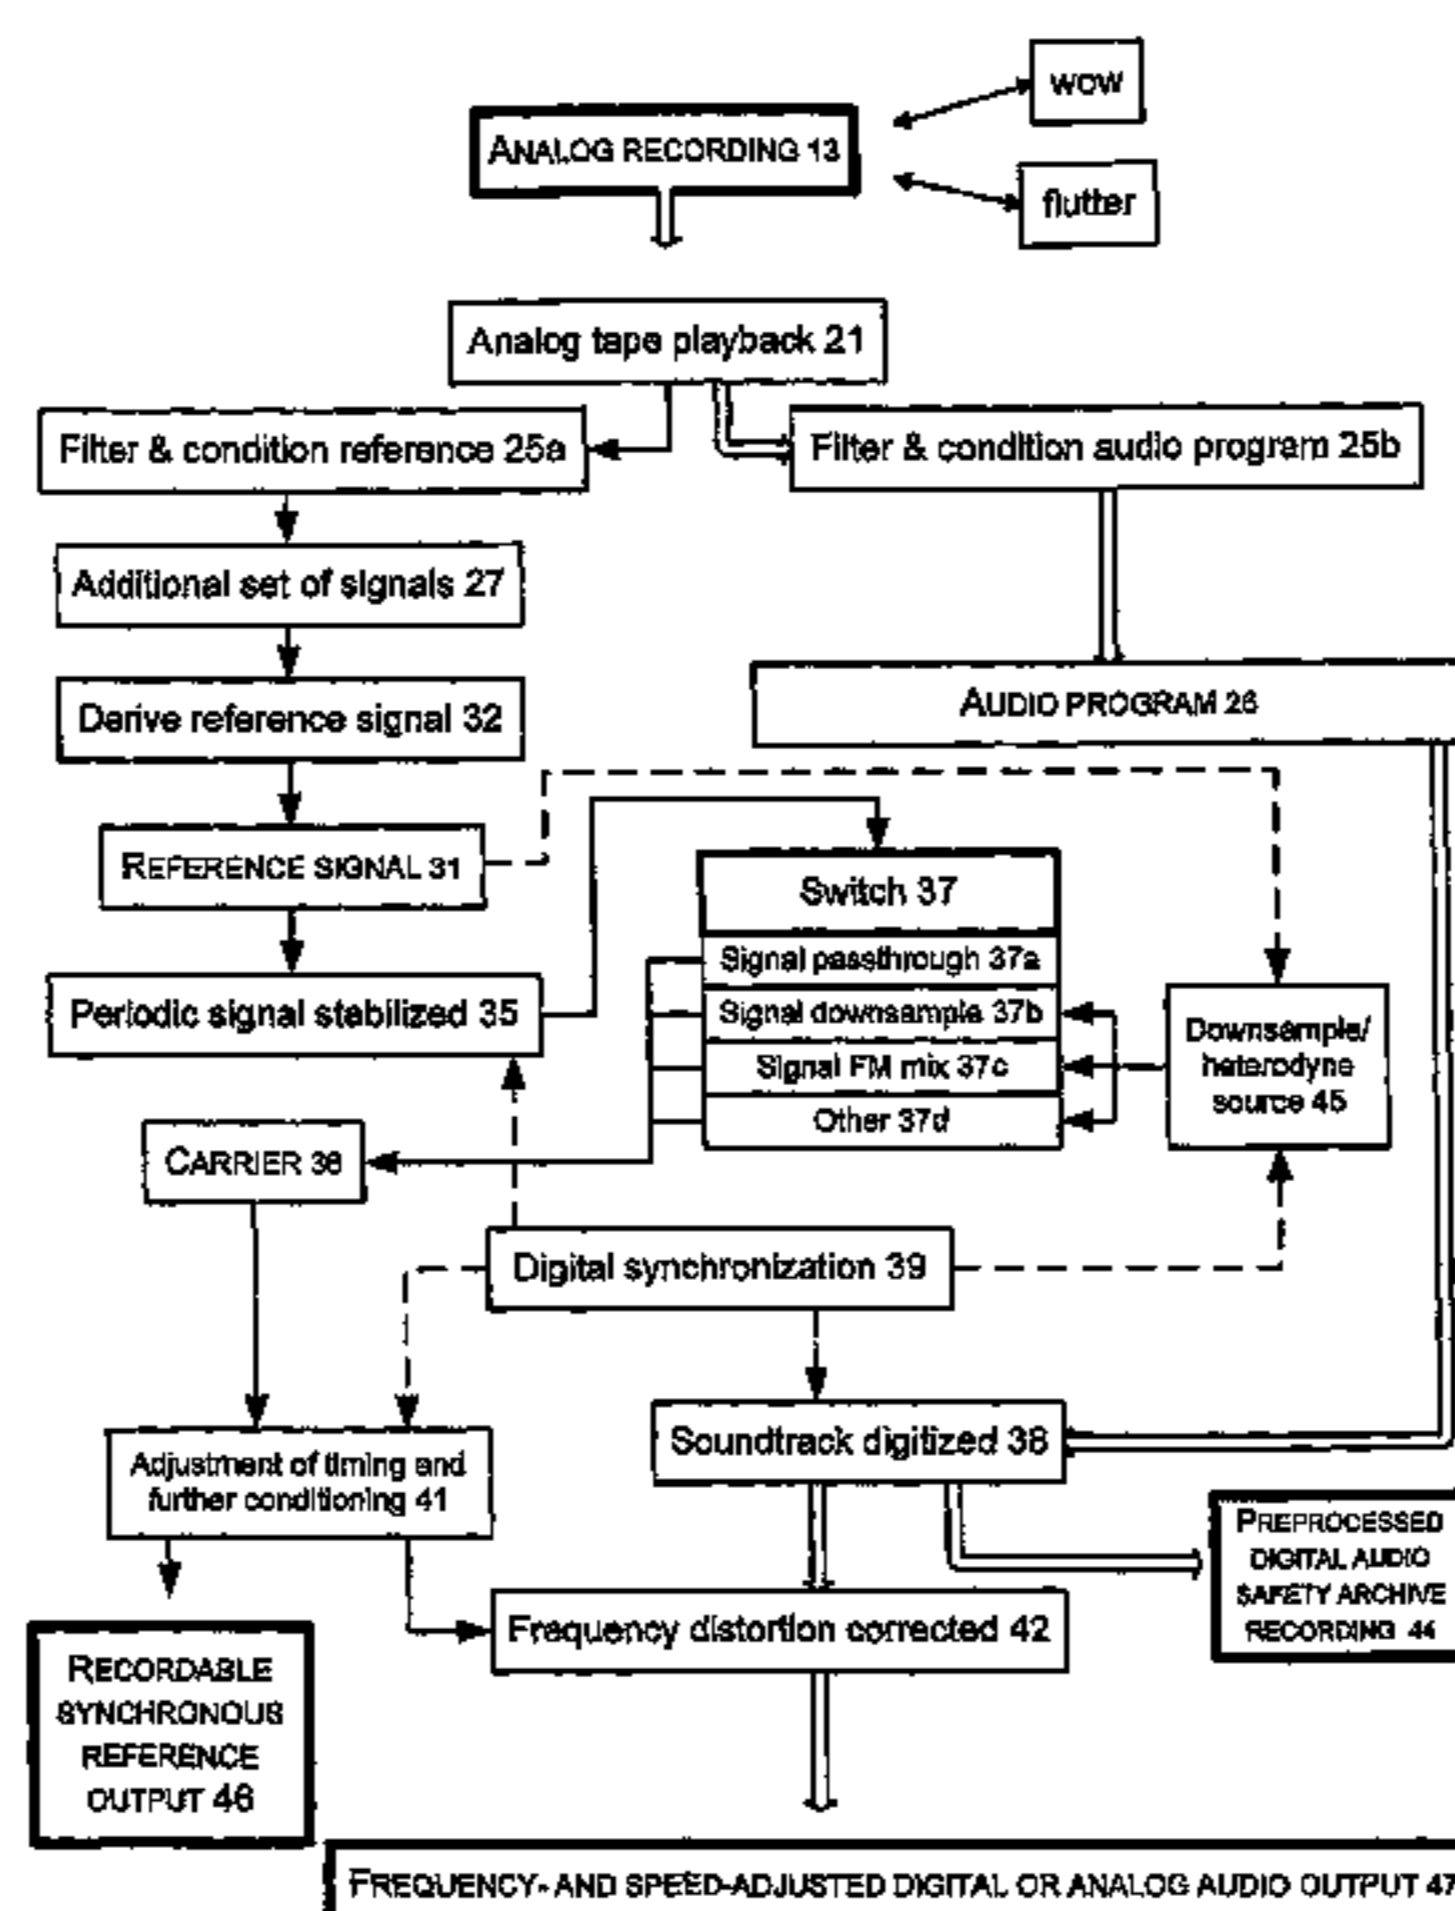 WOW
ANALOG RECORDING 13
flutter
Analog tape playback 21
Filter & condition reference 25a
Filter & condition audio program 25b
Additional set of signals 27
Derive reference signal 32
AUDIO PROGRAM 26
REFERENCE SIGNAL 31
Switch 37
Signal passthrough 37a
Periodic signal stabilized 35
Signal downsample 37b
Signal FM mix 37c
Other 37d
Downsample/
heterodyne
source 45
CARRIER 36
Digital synchronization 39
Adjustment of timing and
further conditioning 41
Soundtrack digitized 38
PREPROCESSED
DIGITAL AUDIO
SAFETY ARCHIVE
RECORDING 44
Frequency distortion corrected 42
RECORDABLE
SYNCHRONOUS
REFERENCE
OUTPUT 46
FREQUENCY- AND SPEED-ADJUSTED DIGITAL OR ANALOG AUDIO OUTPUT 47